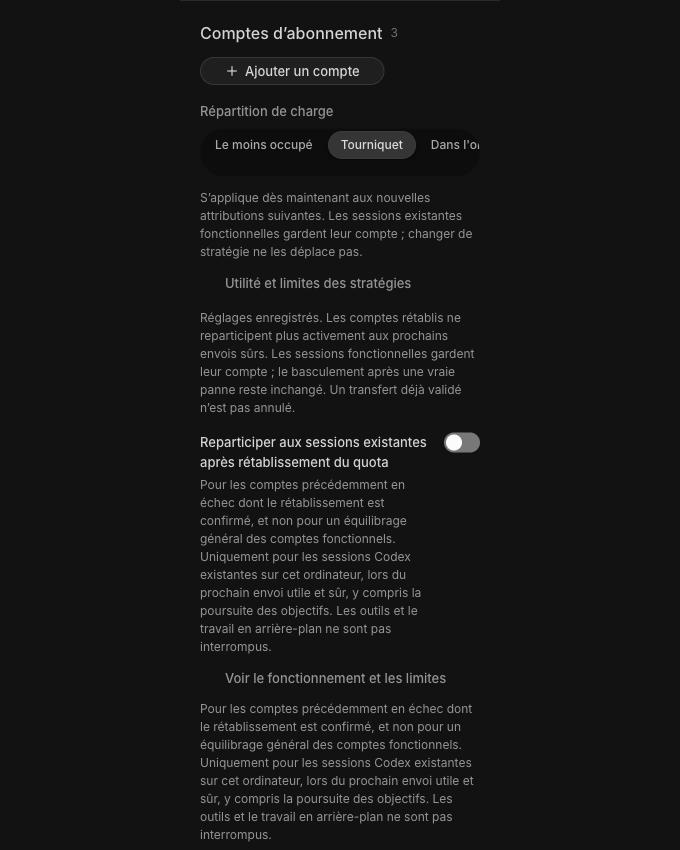 Comptes d’abonnement 3
+ Ajouter un compte
Répartition de charge
Le moins occupé Tourniquet Dans l'o
S’applique dès maintenant aux nouvelles
attributions suivantes. Les sessions existantes
fonctionnelles gardent leur compte ; changer de
stratégie ne les déplace pas.
Utilité et limites des stratégies
Réglages enregistrés. Les comptes rétablis ne
reparticipent plus activement aux prochains
envois sûrs. Les sessions fonctionnelles gardent
leur compte ; le basculement après une vraie
panne reste inchangé. Un transfert déjà validé
n’est pas annulé.
Reparticiper aux sessions existantes
après rétablissement du quota
Pour les comptes précédemment en
échec dont le rétablissement est
confirmé, et non pour un équilibrage
général des comptes fonctionnels.
Uniquement pour les sessions Codex
existantes sur cet ordinateur, lors du
prochain envoi utile et sûr, y compris la
poursuite des objectifs. Les outils et le
travail en arrière-plan ne sont pas
interrompus.
Voir le fonctionnement et les limites
Pour les comptes précédemment en échec dont
le rétablissement est confirmé, et non pour un
équilibrage général des comptes fonctionnels.
Uniquement pour les sessions Codex existantes
sur cet ordinateur, lors du prochain envoi utile et
sûr, y compris la poursuite des objectifs. Les
outils et le travail en arrière-plan ne sont pas
interrompus.